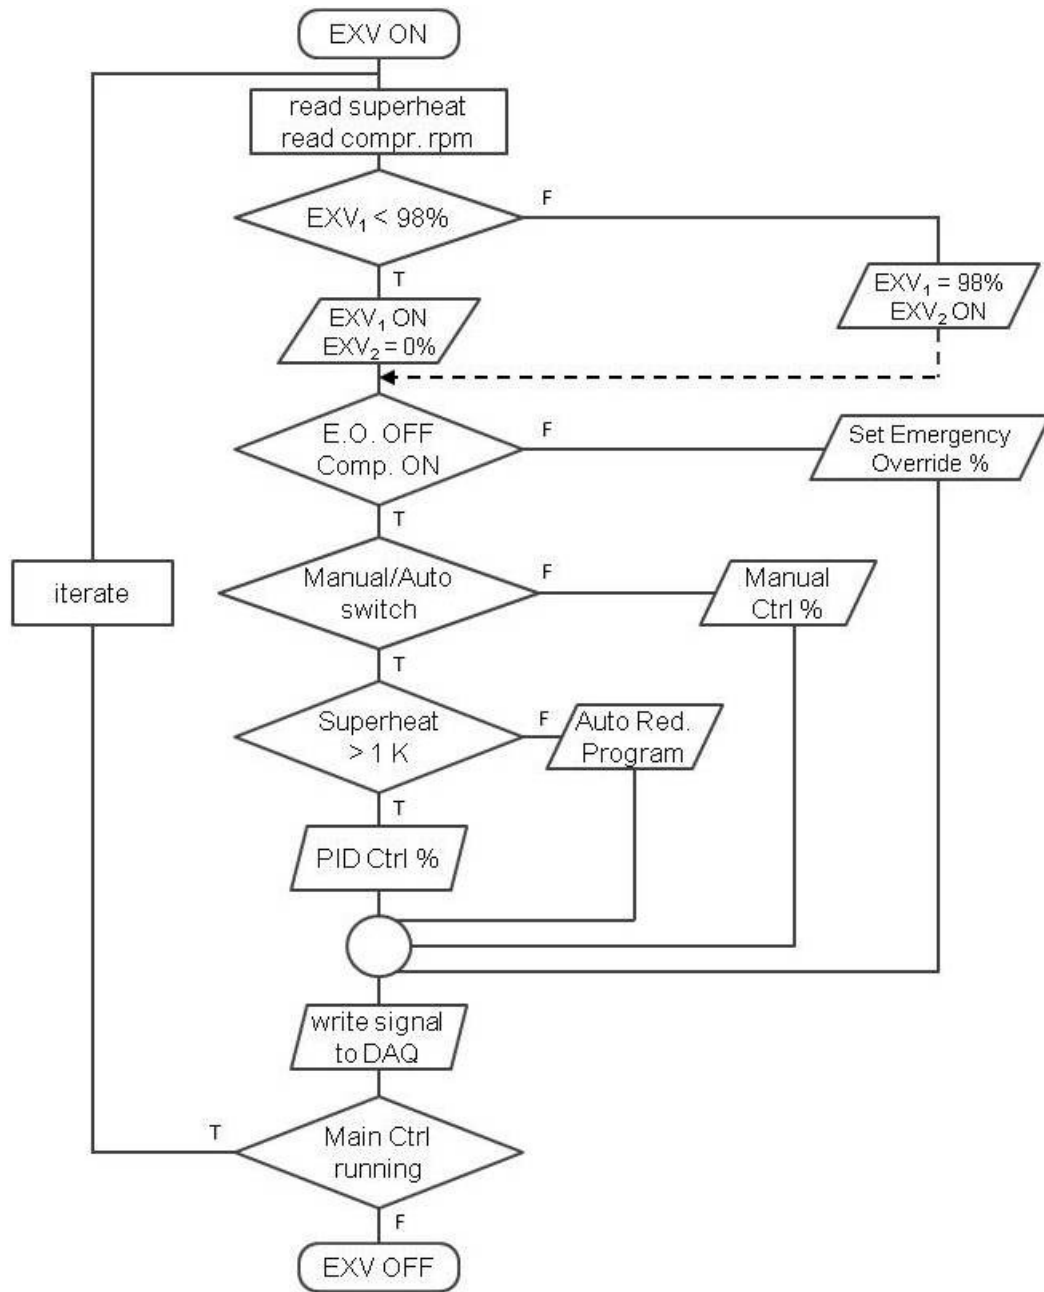 EXV ON
read superheat
read compr. rpm
EXV₁ < 98%
F
T
EXV₁ = 98%
EXV₂ ON
EXV₁ ON
EXV₂ = 0%
E.O. OFF
Comp. ON
F
T
Set Emergency
Override %
iterate
Manual/Auto
switch
F
T
Manual
Ctrl %
Superheat
> 1 K
F
T
Auto Red.
Program
PID Ctrl %
write signal
to DAQ
T
Main Ctrl
running
F
EXV OFF